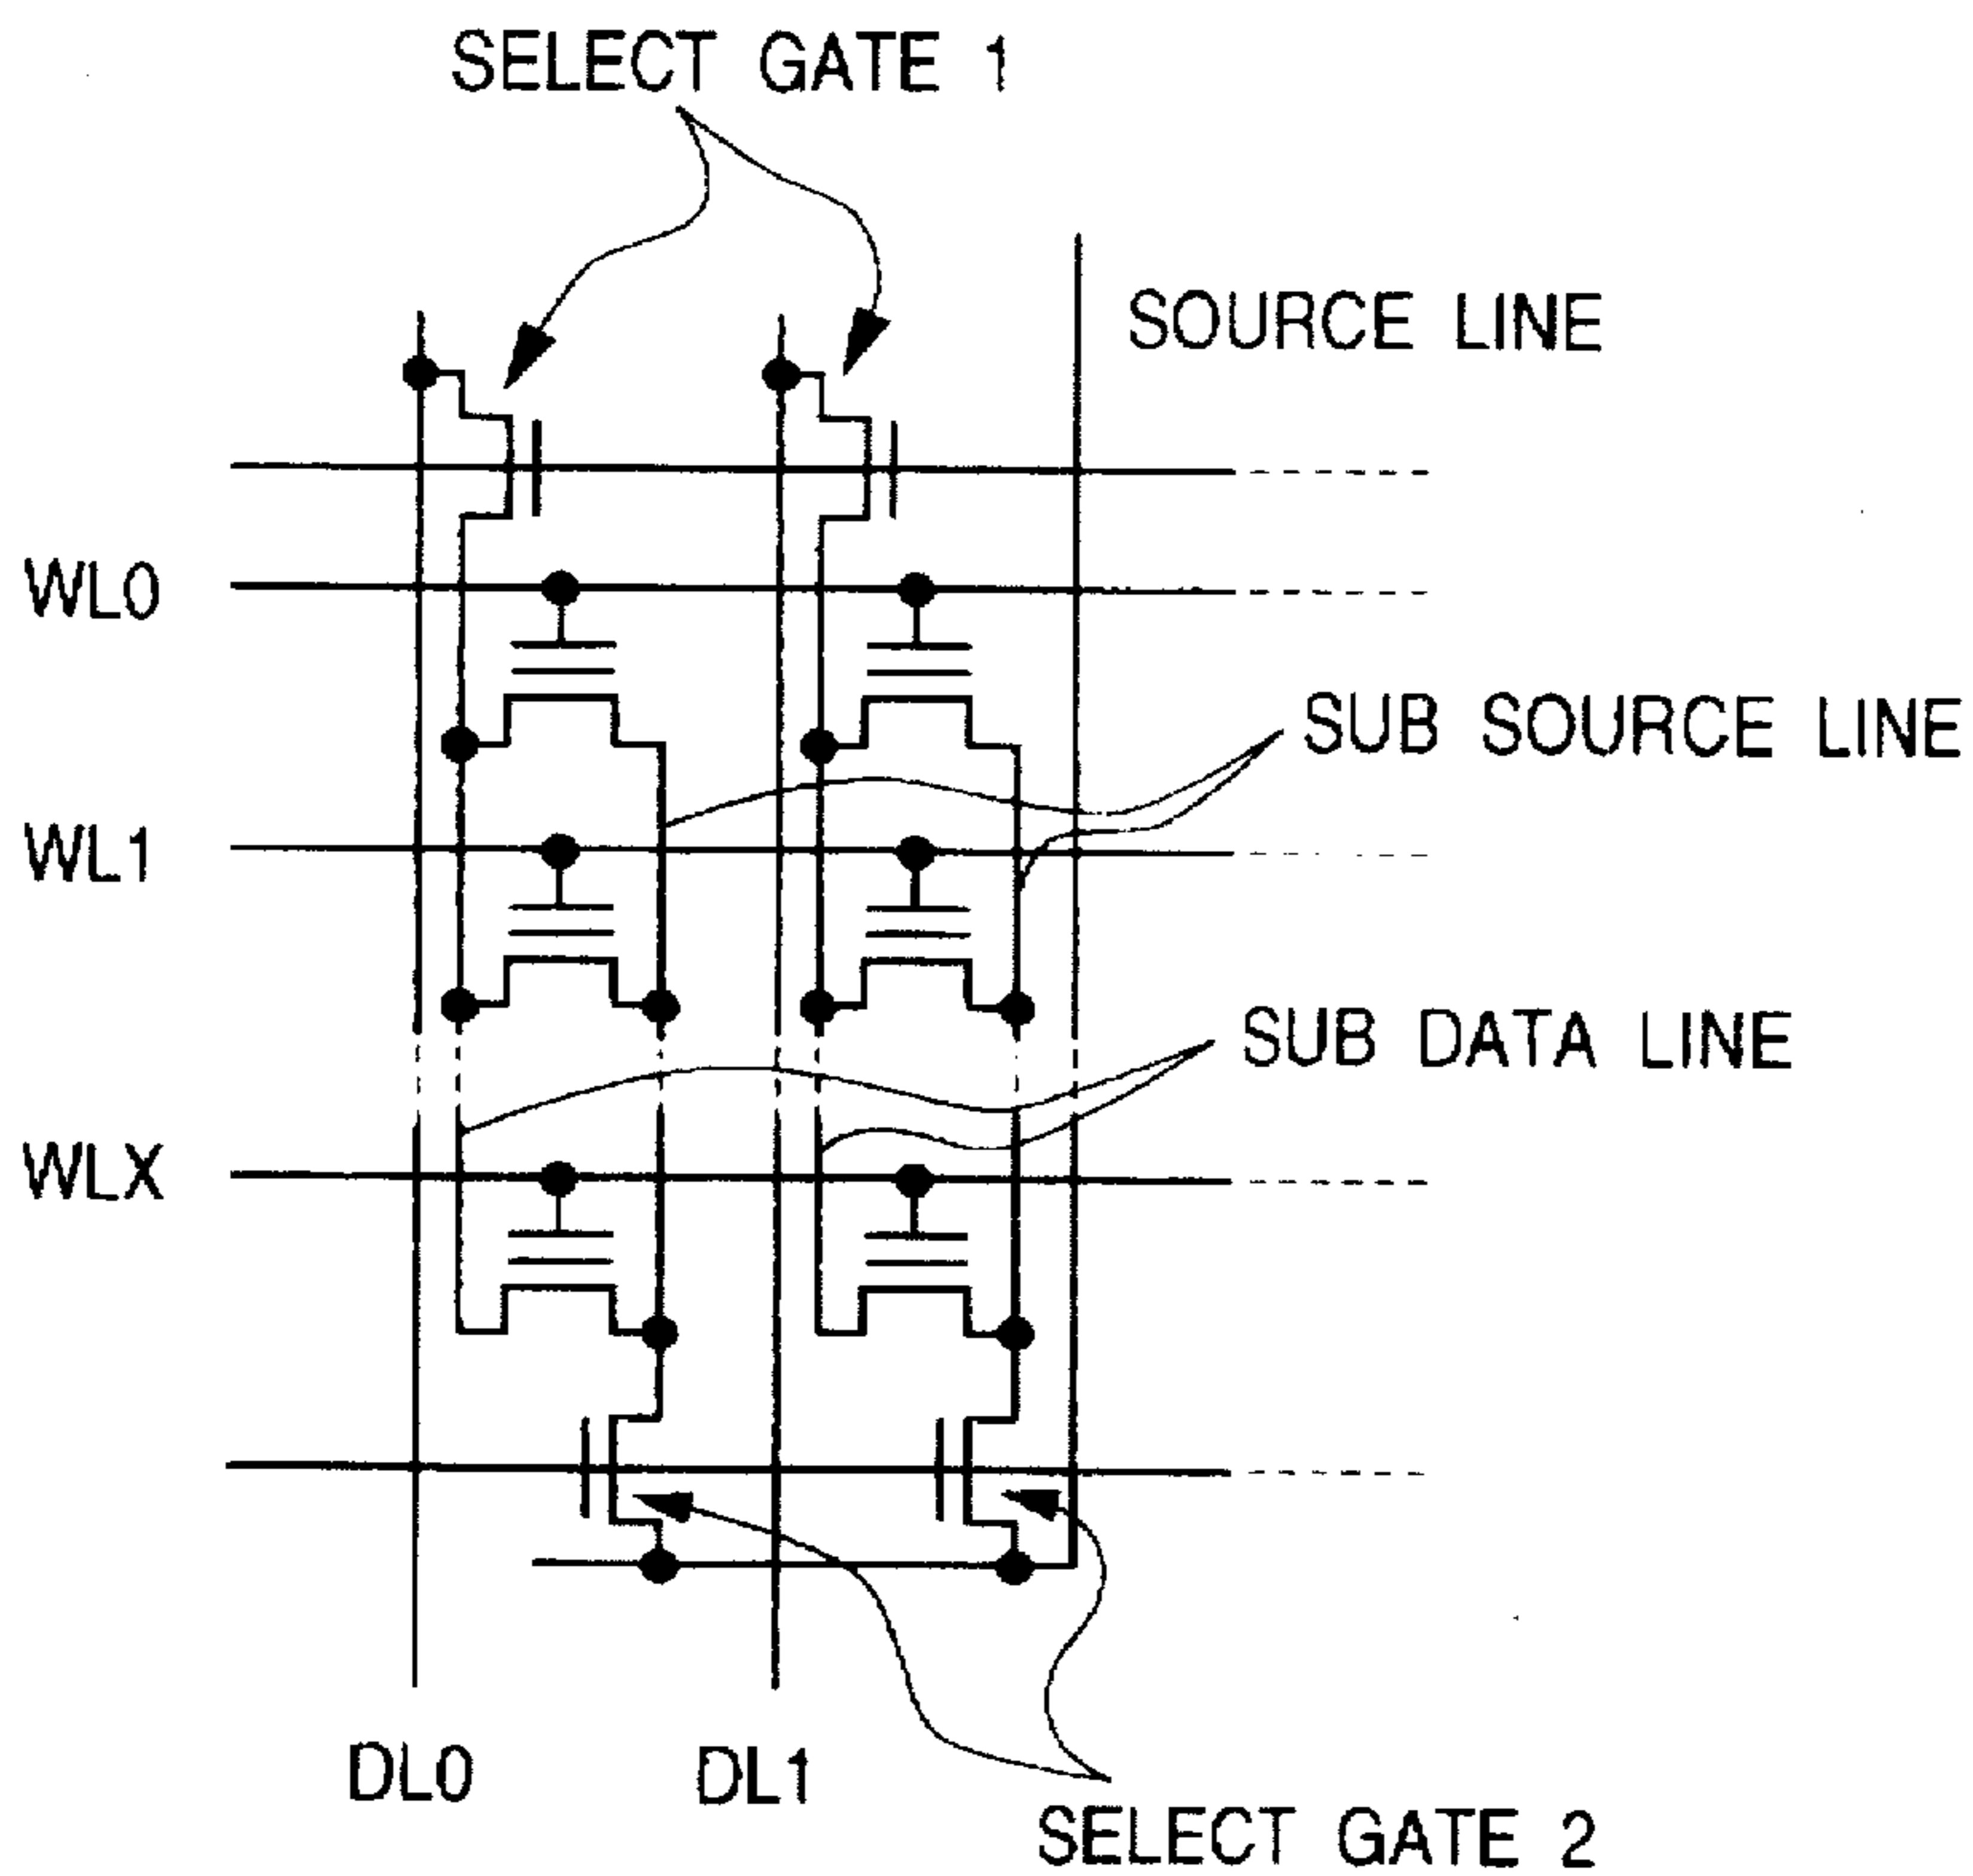 SELECT GATE 1
SOURCE LINE
WL0
SUB SOURCE LINE
WL1
SUB DATA LINE
WLX
DL0
DL1
SELECT GATE 2